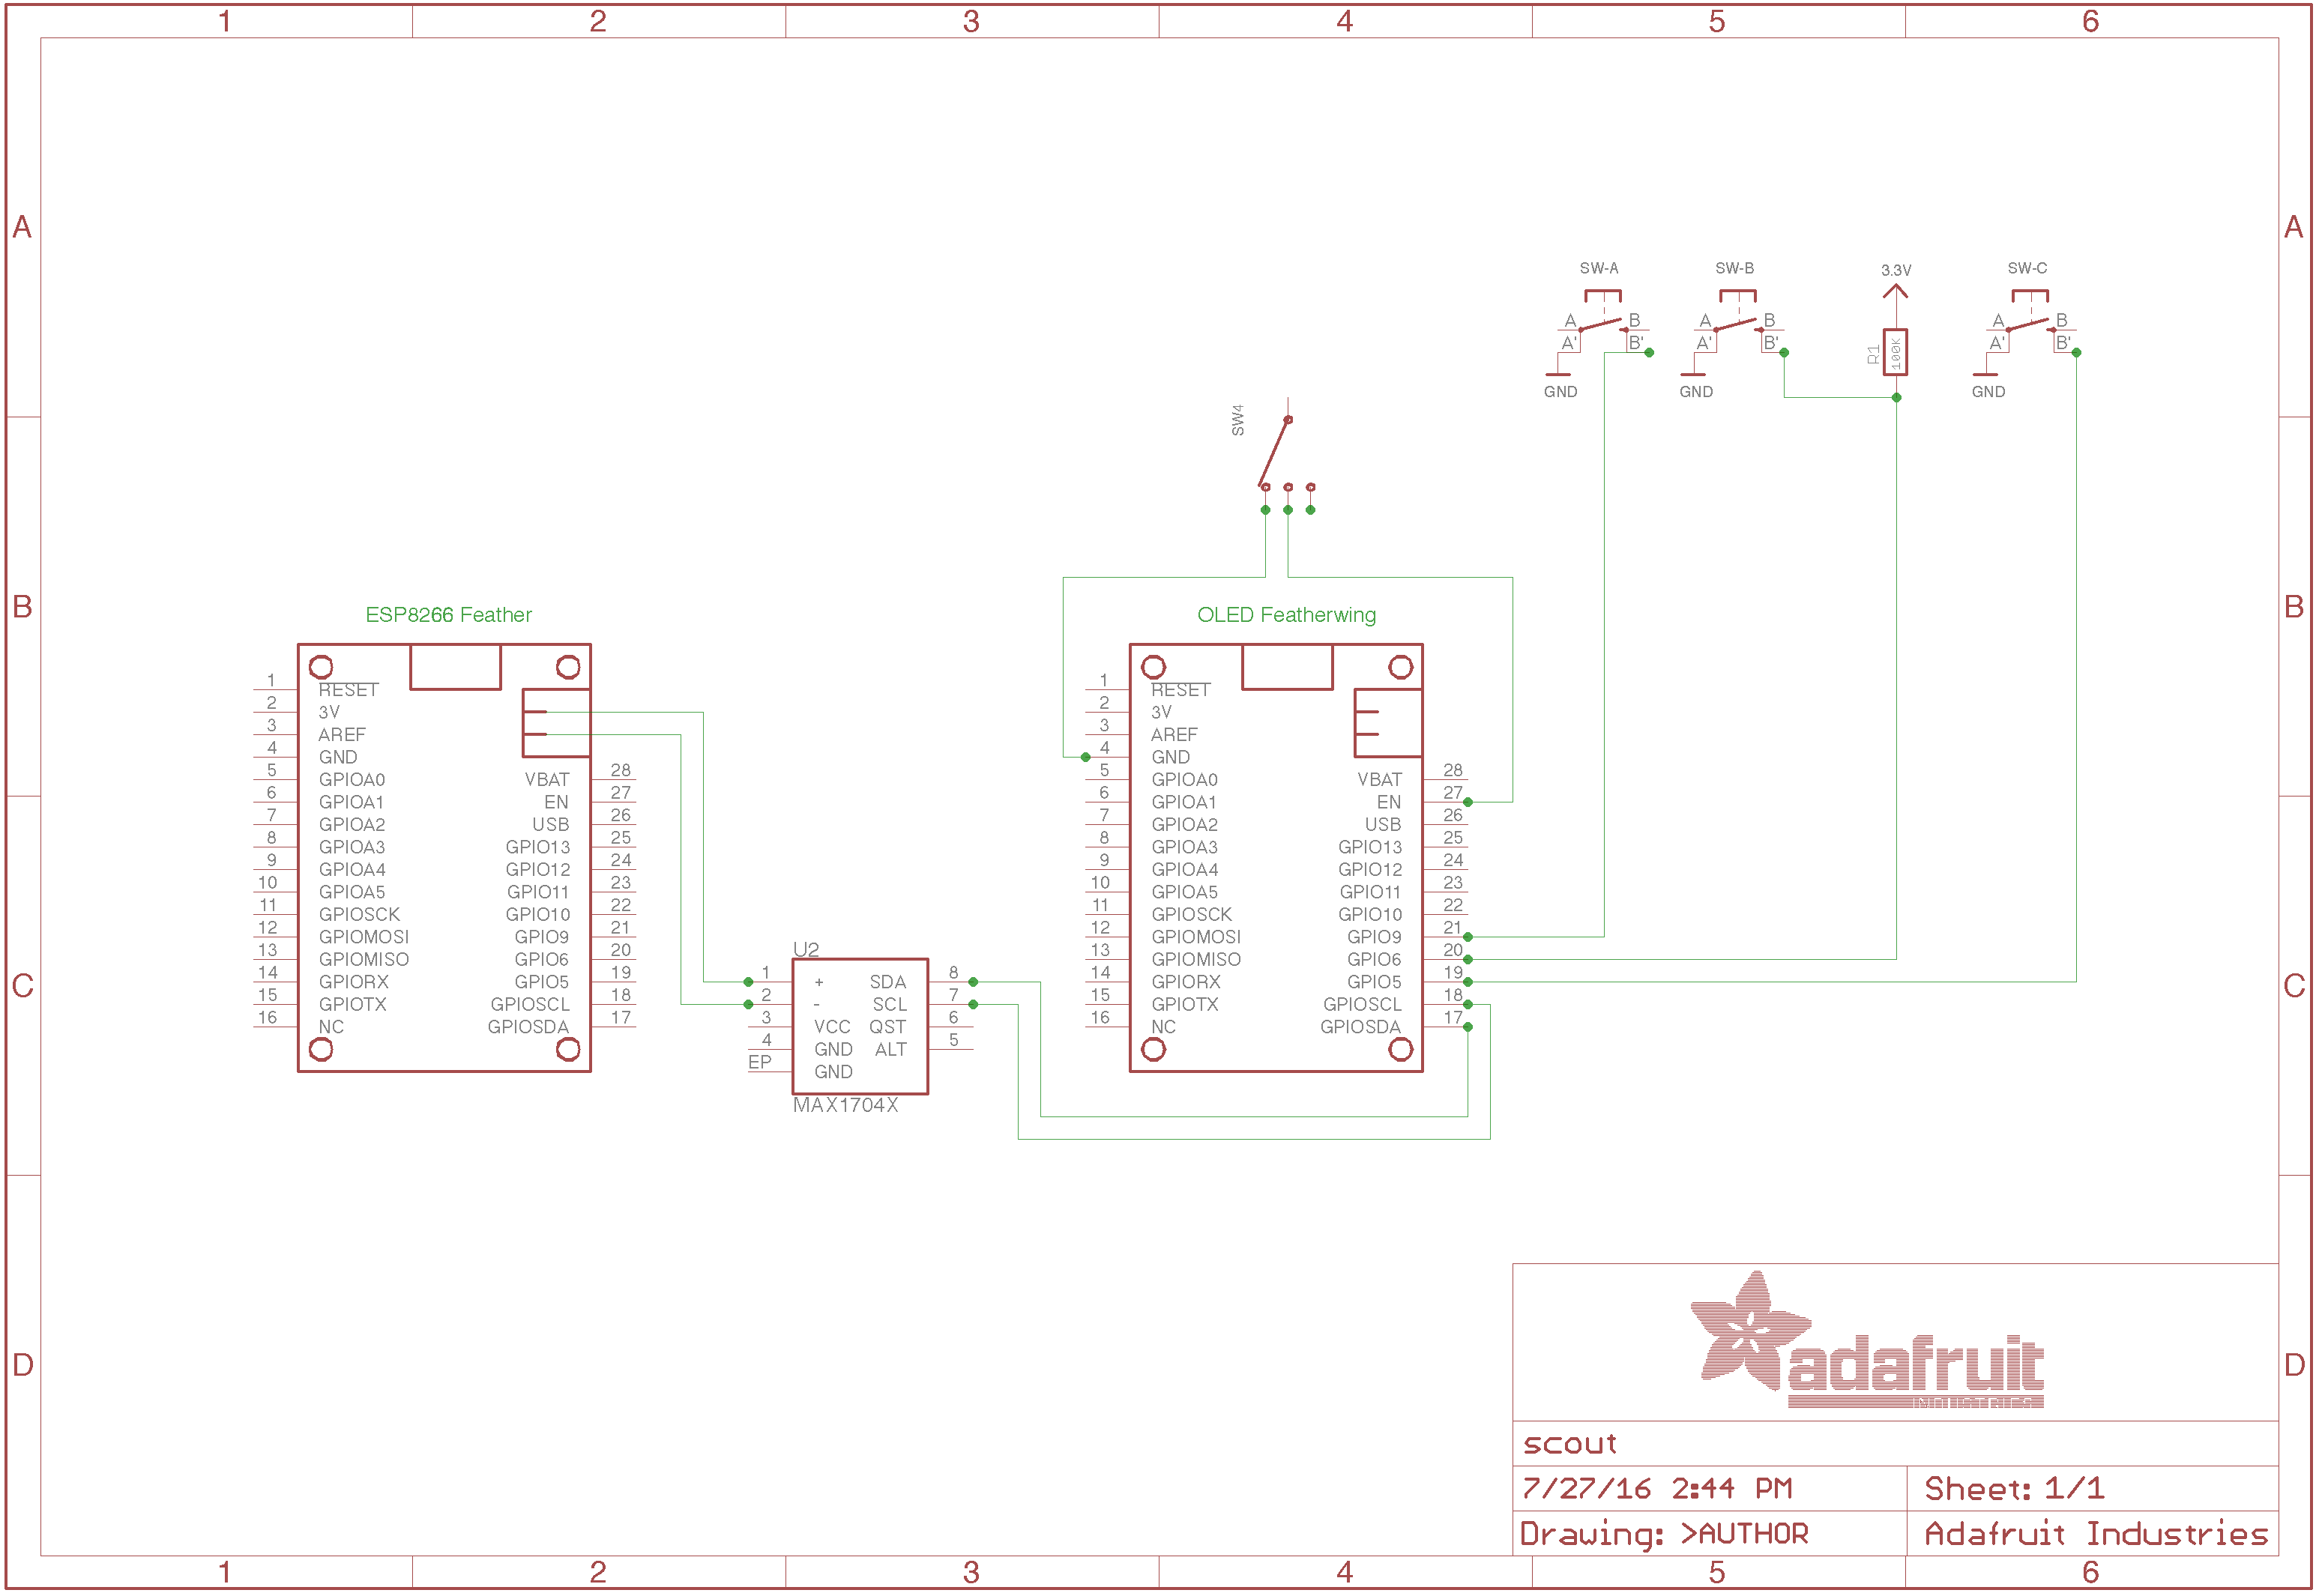 1 2 3 4 5 6
A A
SW-A SW-B 3.3V SW-C
A B A B A B
A' B' A' B' R1 100K A' B'
GND GND GND
SW4
B B
ESP8266 Feather OLED Featherwing
1 RESET 1 RESET
2 3V 2 3V
3 AREF 3 AREF
4 GND 4 GND
5 GPIOA0 VBAT 28 5 GPIOA0 VBAT 28
6 GPIOA1 EN 27 6 GPIOA1 EN 27
7 GPIOA2 USB 26 7 GPIOA2 USB 26
8 GPIOA3 GPIO13 25 8 GPIOA3 GPIO13 25
9 GPIOA4 GPIO12 24 9 GPIOA4 GPIO12 24
10 GPIOA5 GPIO11 23 10 GPIOA5 GPIO11 23
11 GPIOSCK GPIO10 22 11 GPIOSCK GPIO10 22
12 GPIOMOSI GPIO9 21 12 GPIOMOSI GPIO9 21
13 GPIOMISO GPIO6 20 U2 13 GPIOMISO GPIO6 20
14 GPIORX GPIO5 19 1 + SDA 8 14 GPIORX GPIO5 19
C C
15 GPIOTX GPIOSCL 18 2 - SCL 7 15 GPIOTX GPIOSCL 18
16 NC GPIOSDA 17 3 VCC QST 6 16 NC GPIOSDA 17
4 GND ALT 5
EP GND
MAX1704X
D D
adafruit
INDUSTRIES
scout
7/27/16 2:44 PM Sheet: 1/1
Drawing: >AUTHOR Adafruit Industries
1 2 3 4 5 6